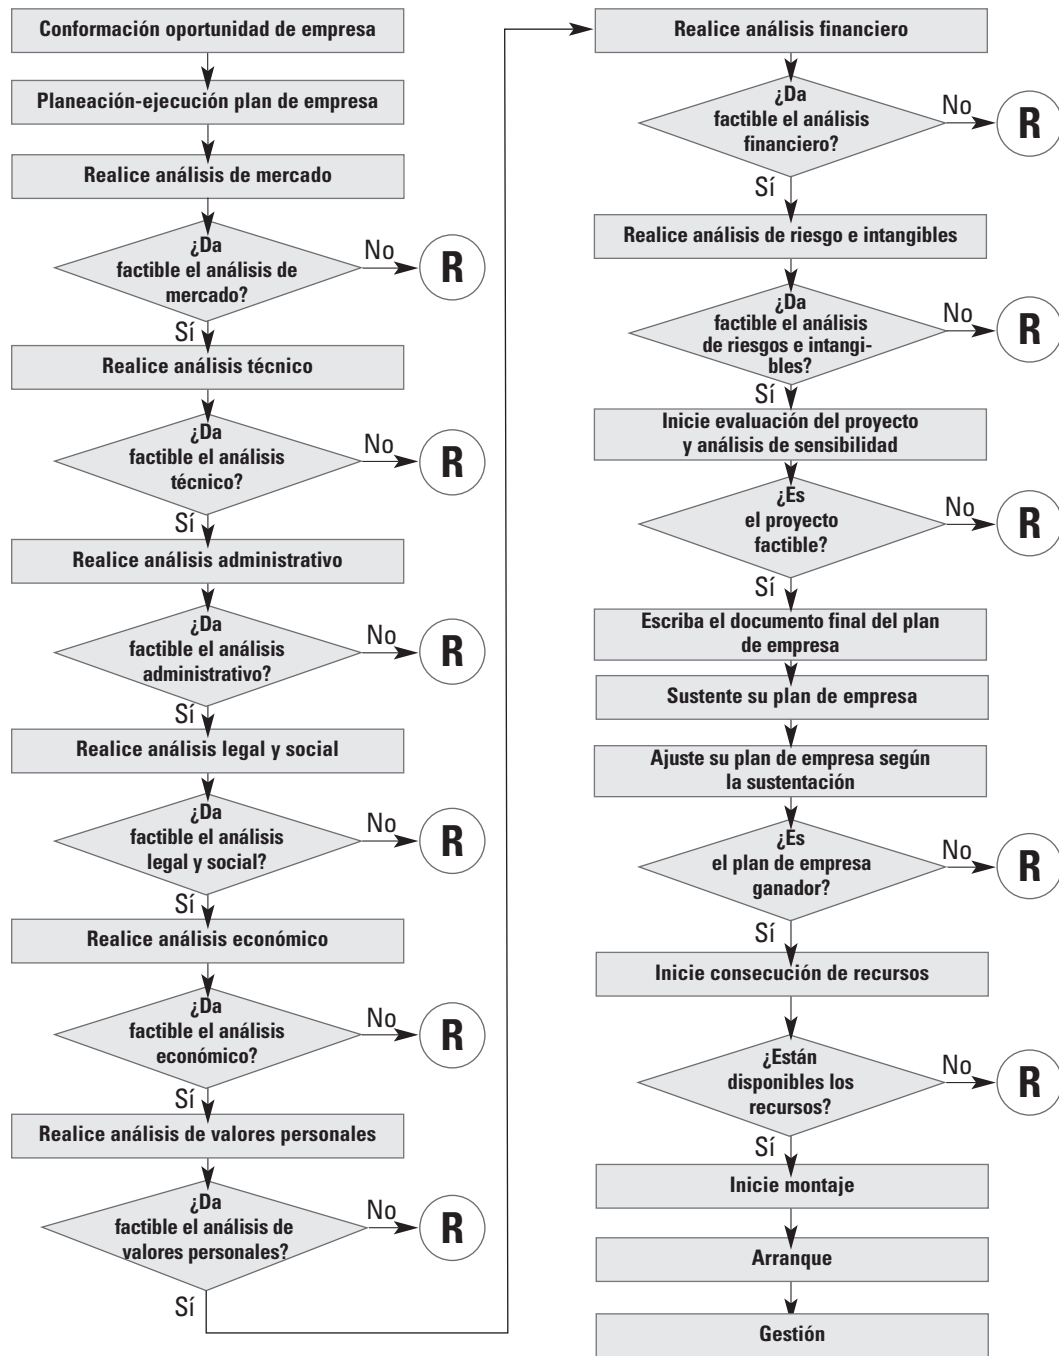 Conformación oportunidad de empresa
Planeación-ejecución plan de empresa
Realice análisis de mercado
¿Da
factible el análisis de
mercado?
No
R
Sí
Realice análisis técnico
¿Da
factible el análisis
técnico?
No
R
Sí
Realice análisis administrativo
¿Da
factible el análisis
administrativo?
No
R
Sí
Realice análisis legal y social
¿Da
factible el análisis
legal y social?
No
R
Sí
Realice análisis económico
¿Da
factible el análisis
económico?
No
R
Sí
Realice análisis de valores personales
¿Da
factible el análisis de
valores personales?
No
R
Sí
Realice análisis financiero
¿Da
factible el análisis
financiero?
No
R
Sí
Realice análisis de riesgo e intangibles
¿Da
factible el análisis
de riesgos e intangi-
bles?
No
R
Sí
Inicie evaluación del proyecto
y análisis de sensibilidad
¿Es
el proyecto
factible?
No
R
Sí
Escriba el documento final del plan
de empresa
Sustente su plan de empresa
Ajuste su plan de empresa según
la sustentación
¿Es
el plan de empresa
ganador?
No
R
Sí
Inicie consecución de recursos
¿Están
disponibles los
recursos?
No
R
Sí
Inicie montaje
Arranque
Gestión